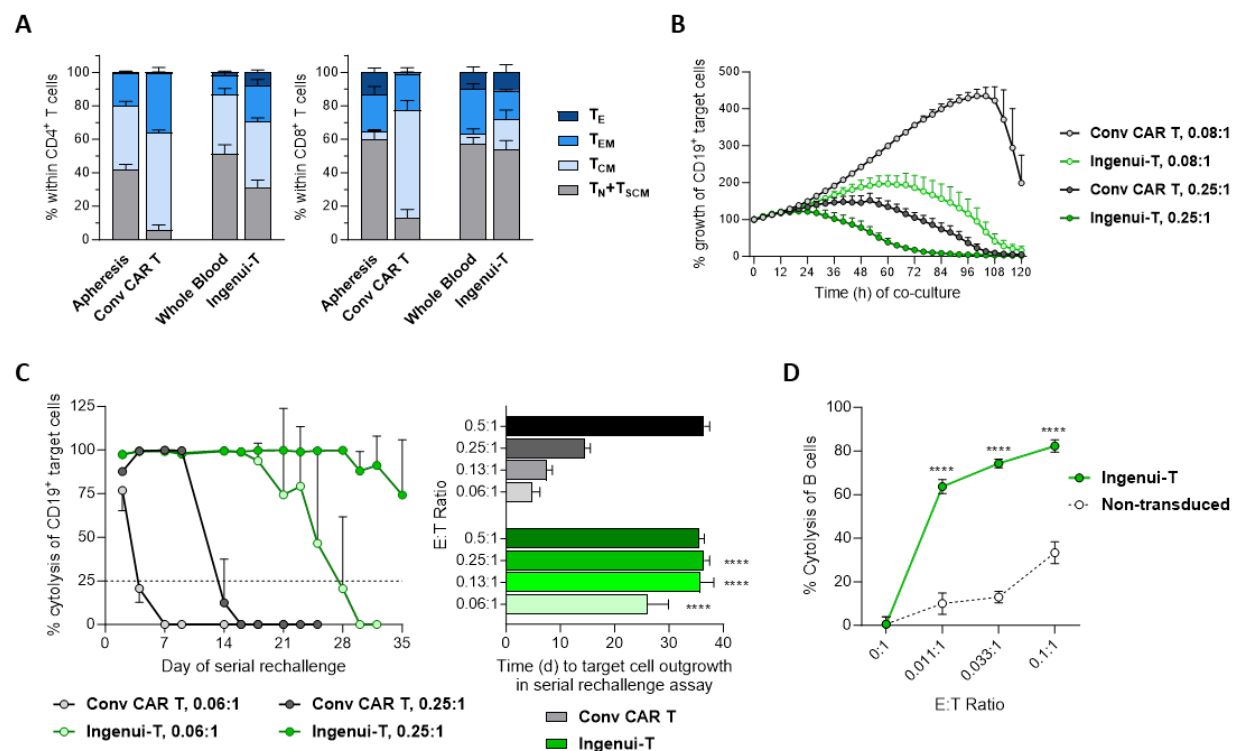 A
% within CD4⁺ T cells
100
80
60
40
20
0
Apheresis
Conv CAR T
Whole Blood
Ingenui-T
% within CD8⁺ T cells
100
80
60
40
20
0
Apheresis
Conv CAR T
Whole Blood
Ingenui-T
T_E
T_EM
T_CM
T_N+T_SCM
B
% growth of CD19⁺ target cells
500
400
300
200
100
0
0 12 24 36 48 60 72 84 96 108 120
Time (h) of co-culture
Conv CAR T, 0.08:1
Ingenui-T, 0.08:1
Conv CAR T, 0.25:1
Ingenui-T, 0.25:1
C
% cytolysis of CD19⁺ target cells
125
100
75
50
25
0
0 7 14 21 28 35
Day of serial rechallenge
Conv CAR T, 0.06:1
Conv CAR T, 0.25:1
Ingenui-T, 0.06:1
Ingenui-T, 0.25:1
E:T Ratio
0.5:1
0.25:1
0.13:1
0.06:1
0.5:1
0.25:1 ****
0.13:1 ****
0.06:1 ****
0 10 20 30 40
Time (d) to target cell outgrowth
in serial rechallenge assay
Conv CAR T
Ingenui-T
D
% Cytolysis of B cells
100
80
60
40
20
0
****
****
****
0:1
0.011:1
0.033:1
0.1:1
E:T Ratio
Ingenui-T
Non-transduced